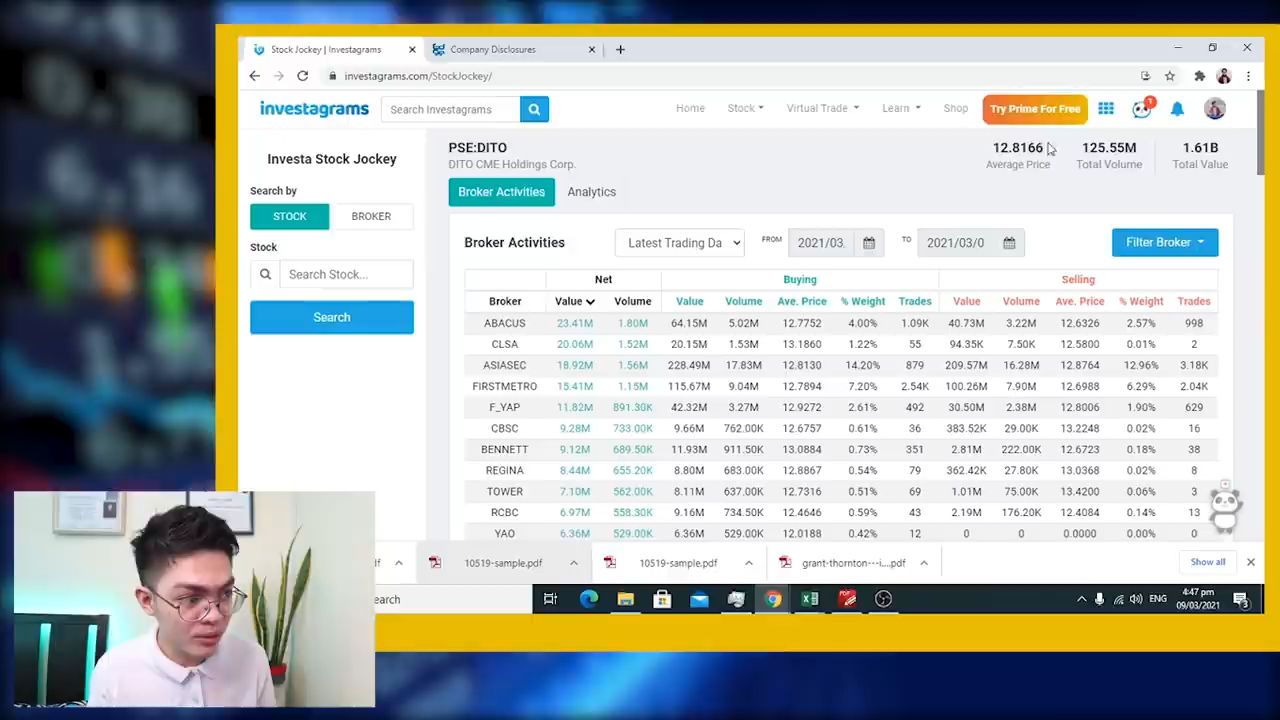 Stock Jockey | Investagrams
Company Disclosures
investagrams.com/StockJockey/
investagrams
Search Investagrams
Home
Stock
Virtual Trade
Learn
Shop
Try Prime For Free
1
Investa Stock Jockey
Search by
STOCK
BROKER
Stock
Search Stock...
Search
PSE:DITO
DITO CME Holdings Corp.
12.8166
Average Price
125.55M
Total Volume
1.61B
Total Value
Broker Activities
Analytics
Broker Activities
Latest Trading Da
FROM
2021/03.
TO
2021/03/0
Filter Broker
Net Buying Selling
Broker Value Volume Value Volume Ave. Price % Weight Trades Value Volume Ave. Price % Weight Trades
ABACUS 23.41M 1.80M 64.15M 5.02M 12.7752 4.00% 1.09K 40.73M 3.22M 12.6326 2.57% 998
CLSA 20.06M 1.52M 20.15M 1.53M 13.1860 1.22% 55 94.35K 7.50K 12.5800 0.01% 2
ASIASEC 18.92M 1.56M 228.49M 17.83M 12.8130 14.20% 879 209.57M 16.28M 12.8764 12.96% 3.18K
FIRSTMETRO 15.41M 1.15M 115.67M 9.04M 12.7894 7.20% 2.54K 100.26M 7.90M 12.6988 6.29% 2.04K
F_YAP 11.82M 891.30K 42.32M 3.27M 12.9272 2.61% 492 30.50M 2.38M 12.8006 1.90% 629
CBSC 9.28M 733.00K 9.66M 762.00K 12.6757 0.61% 36 383.52K 29.00K 13.2248 0.02% 16
BENNETT 9.12M 689.50K 11.93M 911.50K 13.0884 0.73% 351 2.81M 222.00K 12.6723 0.18% 38
REGINA 8.44M 655.20K 8.80M 683.00K 12.8867 0.54% 79 362.42K 27.80K 13.0368 0.02% 8
TOWER 7.10M 562.00K 8.11M 637.00K 12.7316 0.51% 69 1.01M 75.00K 13.4200 0.06% 3
RCBC 6.97M 558.30K 9.16M 734.50K 12.4646 0.59% 43 2.19M 176.20K 12.4084 0.14% 13
YAO 6.36M 529.00K 6.36M 529.00K 12.0188 0.42% 12 0 0 0.0000 0.00% 0
10519-sample.pdf
10519-sample.pdf
grant-thornton---i....pdf
Show all
earch
ENG
4:47 pm
09/03/2021
3